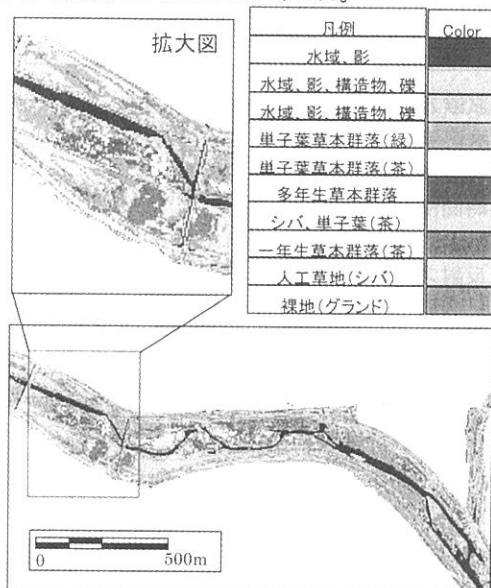 拡大図
凡例 Color
水域、影
水域、影、構造物、礫
水域、影、構造物、礫
単子葉草本群落(緑)
単子葉草本群落(茶)
多年生草本群落
シバ、単子葉(茶)
一年生草本群落(茶)
人工草地(シバ)
裸地(グランド)
0 500m